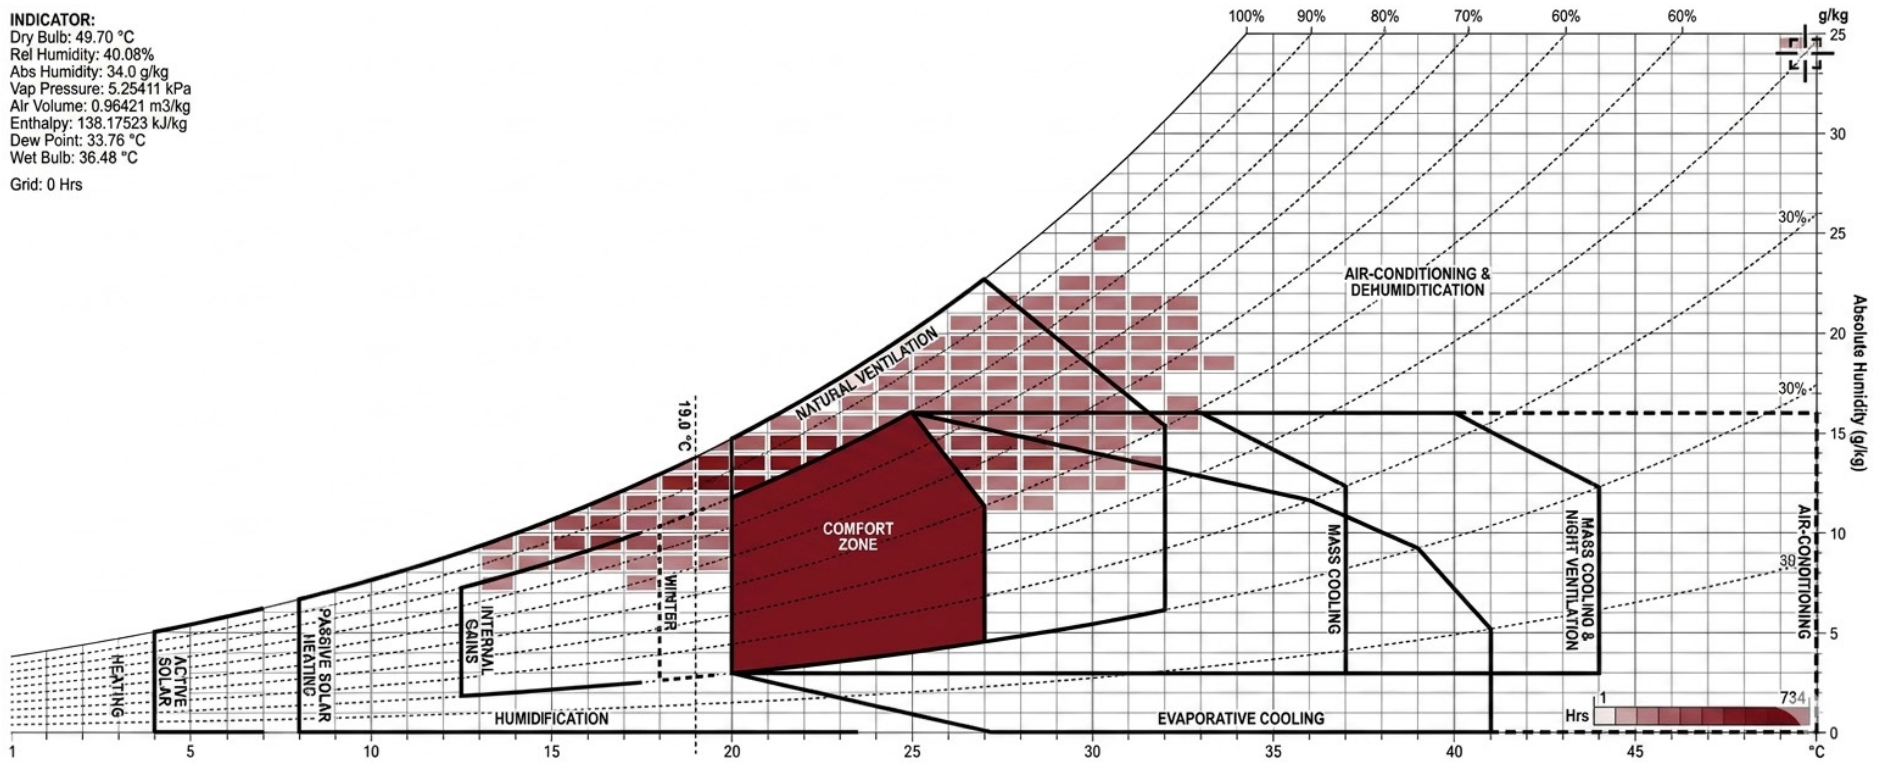 INDICATOR:
Dry Bulb: 49.70 °C
Rel Humidity: 40.08%
Abs Humidity: 34.0 g/kg
Vap Pressure: 5.25411 kPa
Air Volume: 0.96421 m3/kg
Enthalpy: 138.17523 kJ/kg
Dew Point: 33.76 °C
Wet Bulb: 36.48 °C
Grid: 0 Hrs
100% 90% 80% 70% 60% 60% g/kg
25
30
30%
25
AIR-CONDITIONING &
DEHUMIDITICATION
20
Absolute Humidity (g/kg)
NATURAL VENTILATION
30%
19.0 °C
15
COMFORT
ZONE
10
MASS COOLING
MASS COOLING &
NIGHT VENTILATION
AIR-CONDITIONING
30
WINTER
INTERNAL
GAINS
PASSIVE SOLAR
HEATING
ACTIVE
SOLAR
HEATING
5
HUMIDIFICATION
EVAPORATIVE COOLING
1 734
Hrs
0
1 5 10 15 20 25 30 35 40 45 °C